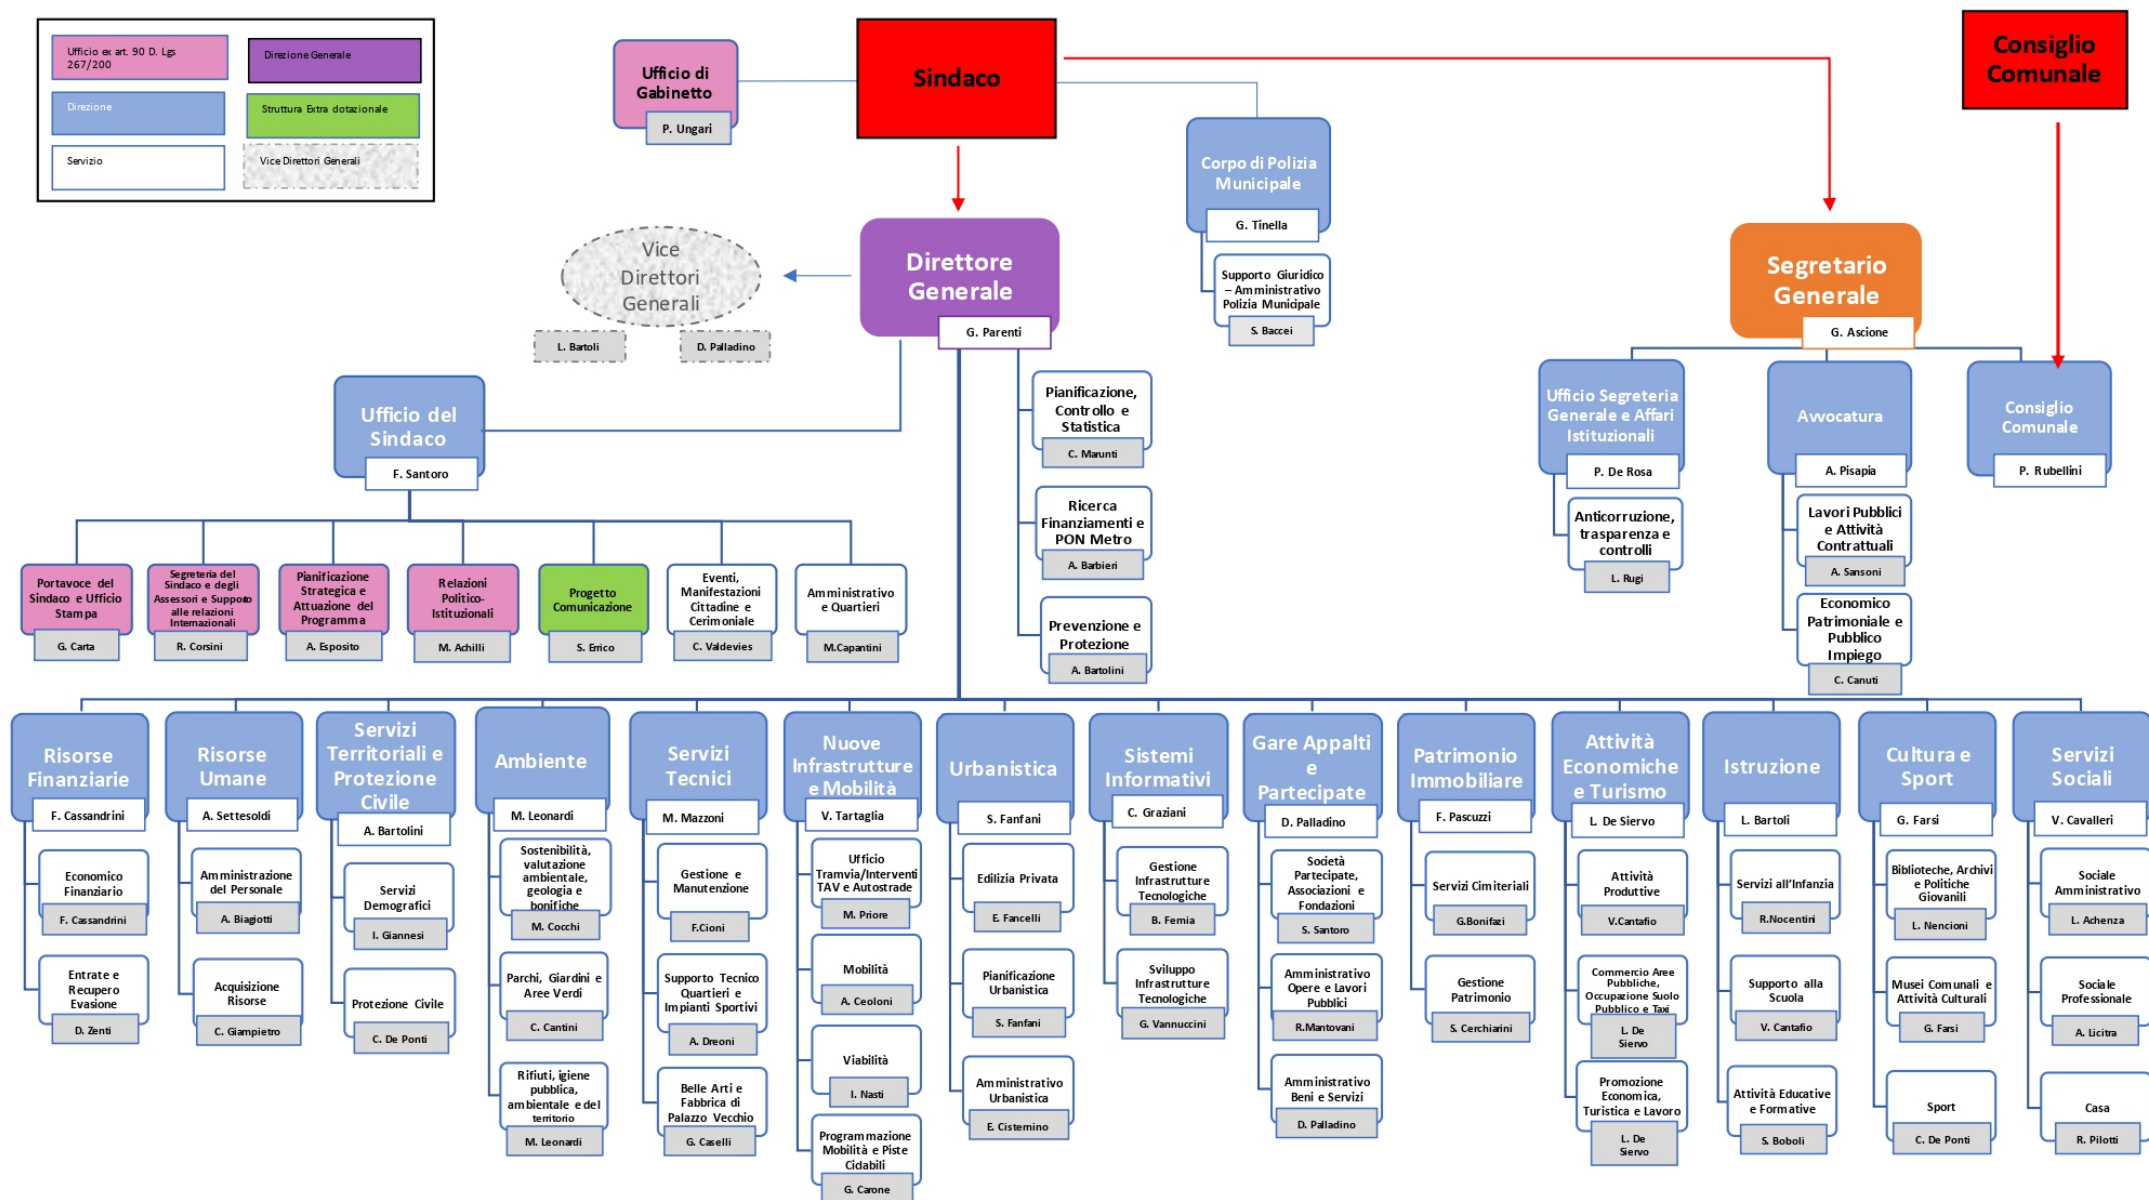 Ufficio ex art. 90 D. Lgs
267/200
Direzione Generale
Direzione
Struttura Extra dotazionale
Servizio
Vice Direttori Generali
Ufficio di
Gabinetto
P. Ungari
Sindaco
Consiglio
Comunale
Corpo di Polizia
Municipale
G. Tinella
Supporto Giuridico
– Amministrativo
Polizia Municipale
S. Baccei
Vice
Direttori
Generali
L. Bartoli
D. Palladino
Direttore
Generale
G. Parenti
Segretario
Generale
G. Ascione
Ufficio del
Sindaco
F. Santoro
Pianificazione,
Controllo e
Statistica
C. Marunti
Ricerca
Finanziamenti e
PON Metro
A. Barbieri
Prevenzione e
Protezione
A. Bartolini
Ufficio Segreteria
Generale e Affari
Istituzionali
P. De Rosa
Anticorruzione,
trasparenza e
controlli
L. Rugi
Avvocatura
A. Pisapia
Lavori Pubblici
e Attività
Contrattuali
A. Sansoni
Economico
Patrimoniale e
Pubblico
Impiego
C. Canuti
Consiglio
Comunale
P. Rubellini
Portavoce del
Sindaco e Ufficio
Stampa
G. Carta
Segreteria del
Sindaco e degli
Assessori e Supporto
alle relazioni
Internazionali
R. Corsini
Pianificazione
Strategica e
Attuazione del
Programma
A. Esposito
Relazioni
Politico-
Istituzionali
M. Achilli
Progetto
Comunicazione
S. Errico
Eventi,
Manifestazioni
Cittadine e
Cerimoniale
C. Valdevies
Amministrativo
e Quartieri
M.Capantini
Risorse
Finanziarie
F. Cassandrini
Economico
Finanziario
F. Cassandrini
Entrate e
Recupero
Evasione
D. Zenti
Risorse
Umane
A. Settesoldi
Amministrazione
del Personale
A. Biagiotti
Acquisizione
Risorse
C. Giampietro
Servizi
Territoriali e
Protezione
Civile
A. Bartolini
Servizi
Demografici
I. Giannesi
Protezione Civile
C. De Ponti
Ambiente
M. Leonardi
Sostenibilità,
valutazione
ambientale,
geologia e
bonifiche
M. Cocchi
Parchi, Giardini e
Aree Verdi
C. Cantini
Rifiuti, igiene
pubblica,
ambientale e del
territorio
M. Leonardi
Servizi
Tecnici
M. Mazzoni
Gestione e
Manutenzione
F.Cioni
Supporto Tecnico
Quartieri e
Impianti Sportivi
A. Dreoni
Belle Arti e
Fabbrica di
Palazzo Vecchio
G. Caselli
Nuove
Infrastrutture
e Mobilità
V. Tartaglia
Ufficio
Tramvia/Interventi
TAV e Autostrade
M. Priore
Mobilità
A. Ceoloni
Viabilità
I. Nasti
Programmazione
Mobilità e Piste
Ciclabili
G. Carone
Urbanistica
S. Fanfani
Edilizia Privata
E. Fancelli
Pianificazione
Urbanistica
S. Fanfani
Amministrativo
Urbanistica
E. Cisternino
Sistemi
Informativi
C. Graziani
Gestione
Infrastrutture
Tecnologiche
B. Femia
Sviluppo
Infrastrutture
Tecnologiche
G. Vannuccini
Gare Appalti
e
Partecipate
D. Palladino
Società
Partecipate,
Associazioni e
Fondazioni
S. Santoro
Amministrativo
Opere e Lavori
Pubblici
R.Mantovani
Amministrativo
Beni e Servizi
D. Palladino
Patrimonio
Immobiliare
F. Pascuzzi
Servizi Cimiteriali
G.Bonifazi
Gestione
Patrimonio
S. Cerchiarini
Attività
Economiche
e Turismo
L. De Siervo
Attività
Produttive
V.Cantafio
Commercio Aree
Pubbliche,
Occupazione Suolo
Pubblico e Taxi
L. De
Siervo
Promozione
Economica,
Turistica e Lavoro
L. De
Siervo
Istruzione
L. Bartoli
Servizi all'Infanzia
R.Nocentini
Supporto alla
Scuola
V. Cantafio
Attività Educative
e Formative
S. Boboli
Cultura e
Sport
G. Farsi
Biblioteche, Archivi
e Politiche
Giovanili
L. Nencioni
Musei Comunali e
Attività Culturali
G. Farsi
Sport
C. De Ponti
Servizi
Sociali
V. Cavalleri
Sociale
Amministrativo
L. Achenza
Sociale
Professionale
A. Licitra
Casa
R. Pilotti